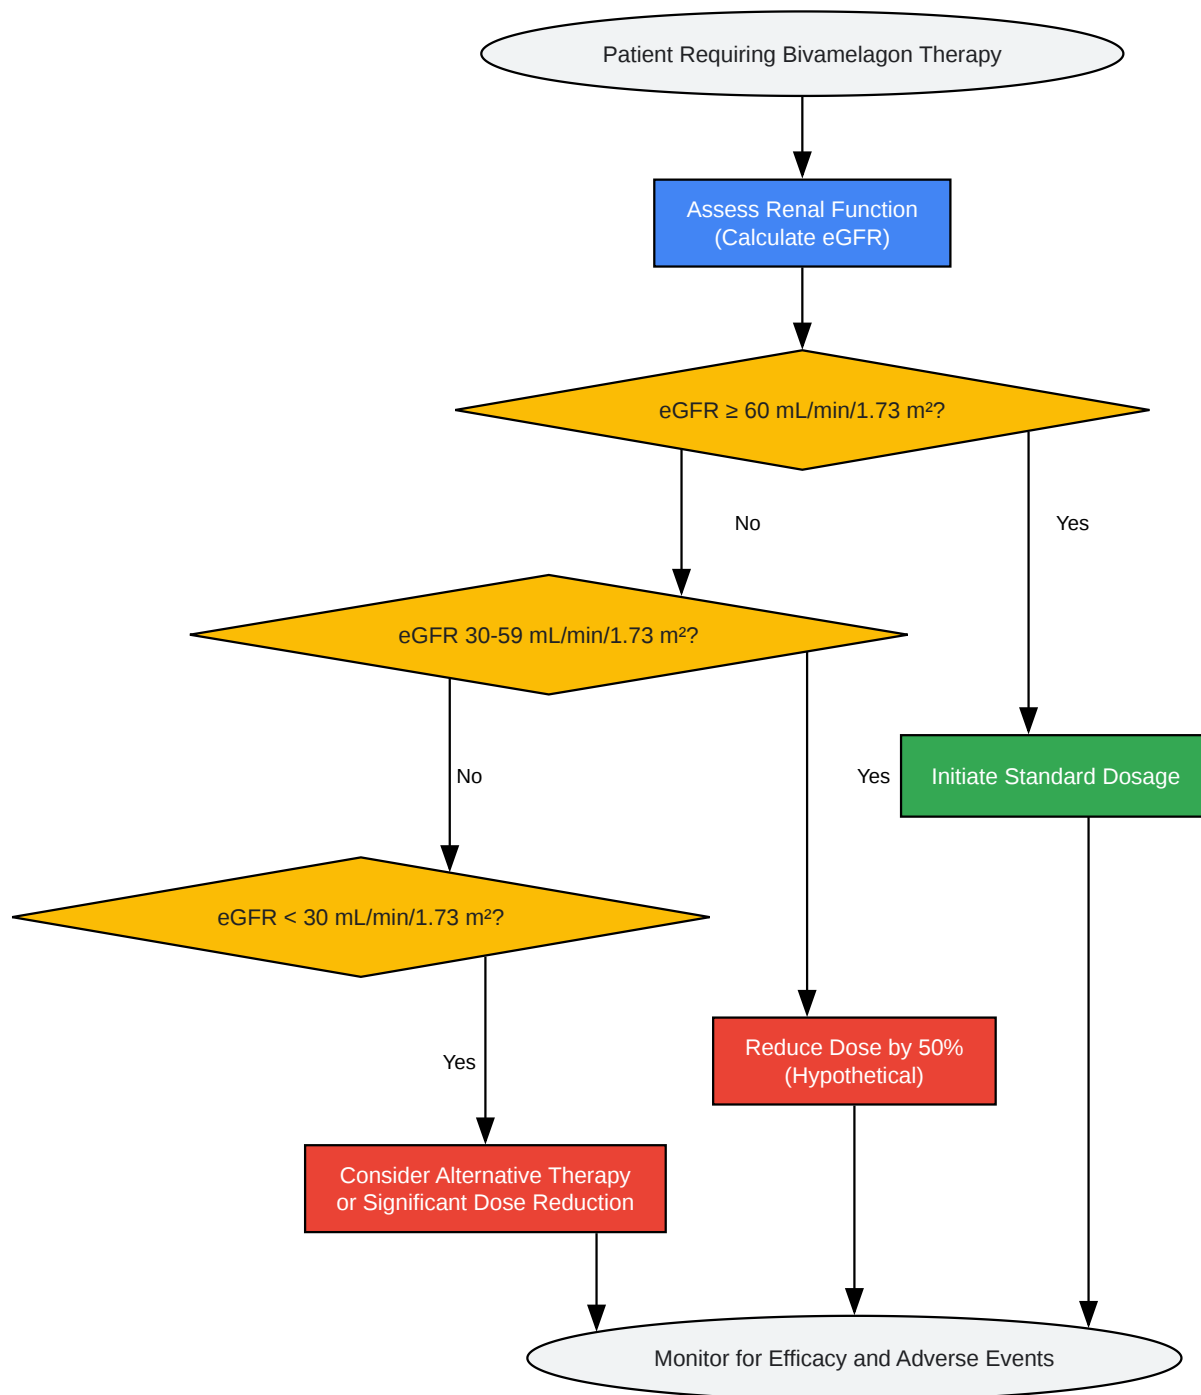 Patient Requiring Bivamelagon Therapy
Assess Renal Function
(Calculate eGFR)
eGFR ≥ 60 mL/min/1.73 m²?
No
Yes
eGFR 30-59 mL/min/1.73 m²?
No
Yes
Initiate Standard Dosage
eGFR < 30 mL/min/1.73 m²?
Yes
Reduce Dose by 50%
(Hypothetical)
Consider Alternative Therapy
or Significant Dose Reduction
Monitor for Efficacy and Adverse Events